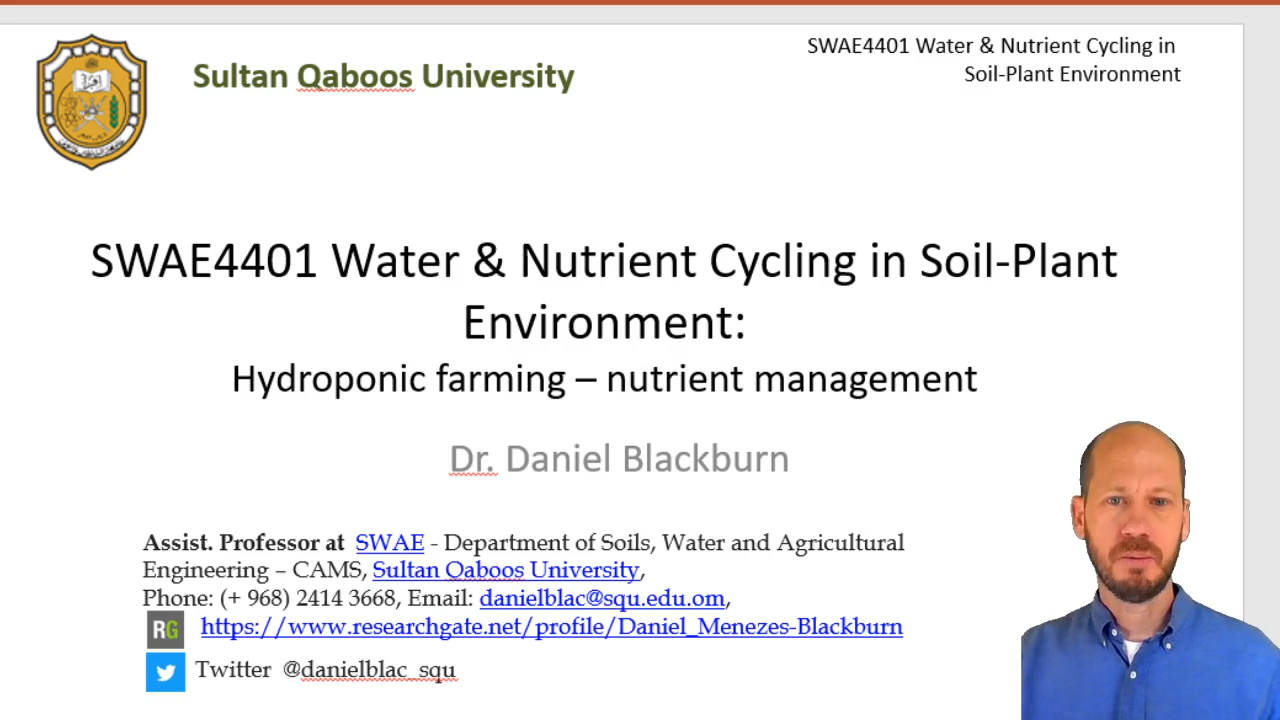 Sultan Qaboos University
SWAE4401 Water & Nutrient Cycling in
Soil-Plant Environment
SWAE4401 Water & Nutrient Cycling in Soil-Plant
Environment:
Hydroponic farming – nutrient management
Dr. Daniel Blackburn
Assist. Professor at SWAE - Department of Soils, Water and Agricultural
Engineering – CAMS, Sultan Qaboos University,
Phone: (+ 968) 2414 3668, Email: danielblac@squ.edu.om,
RG https://www.researchgate.net/profile/Daniel_Menezes-Blackburn
Twitter @danielblac_squ